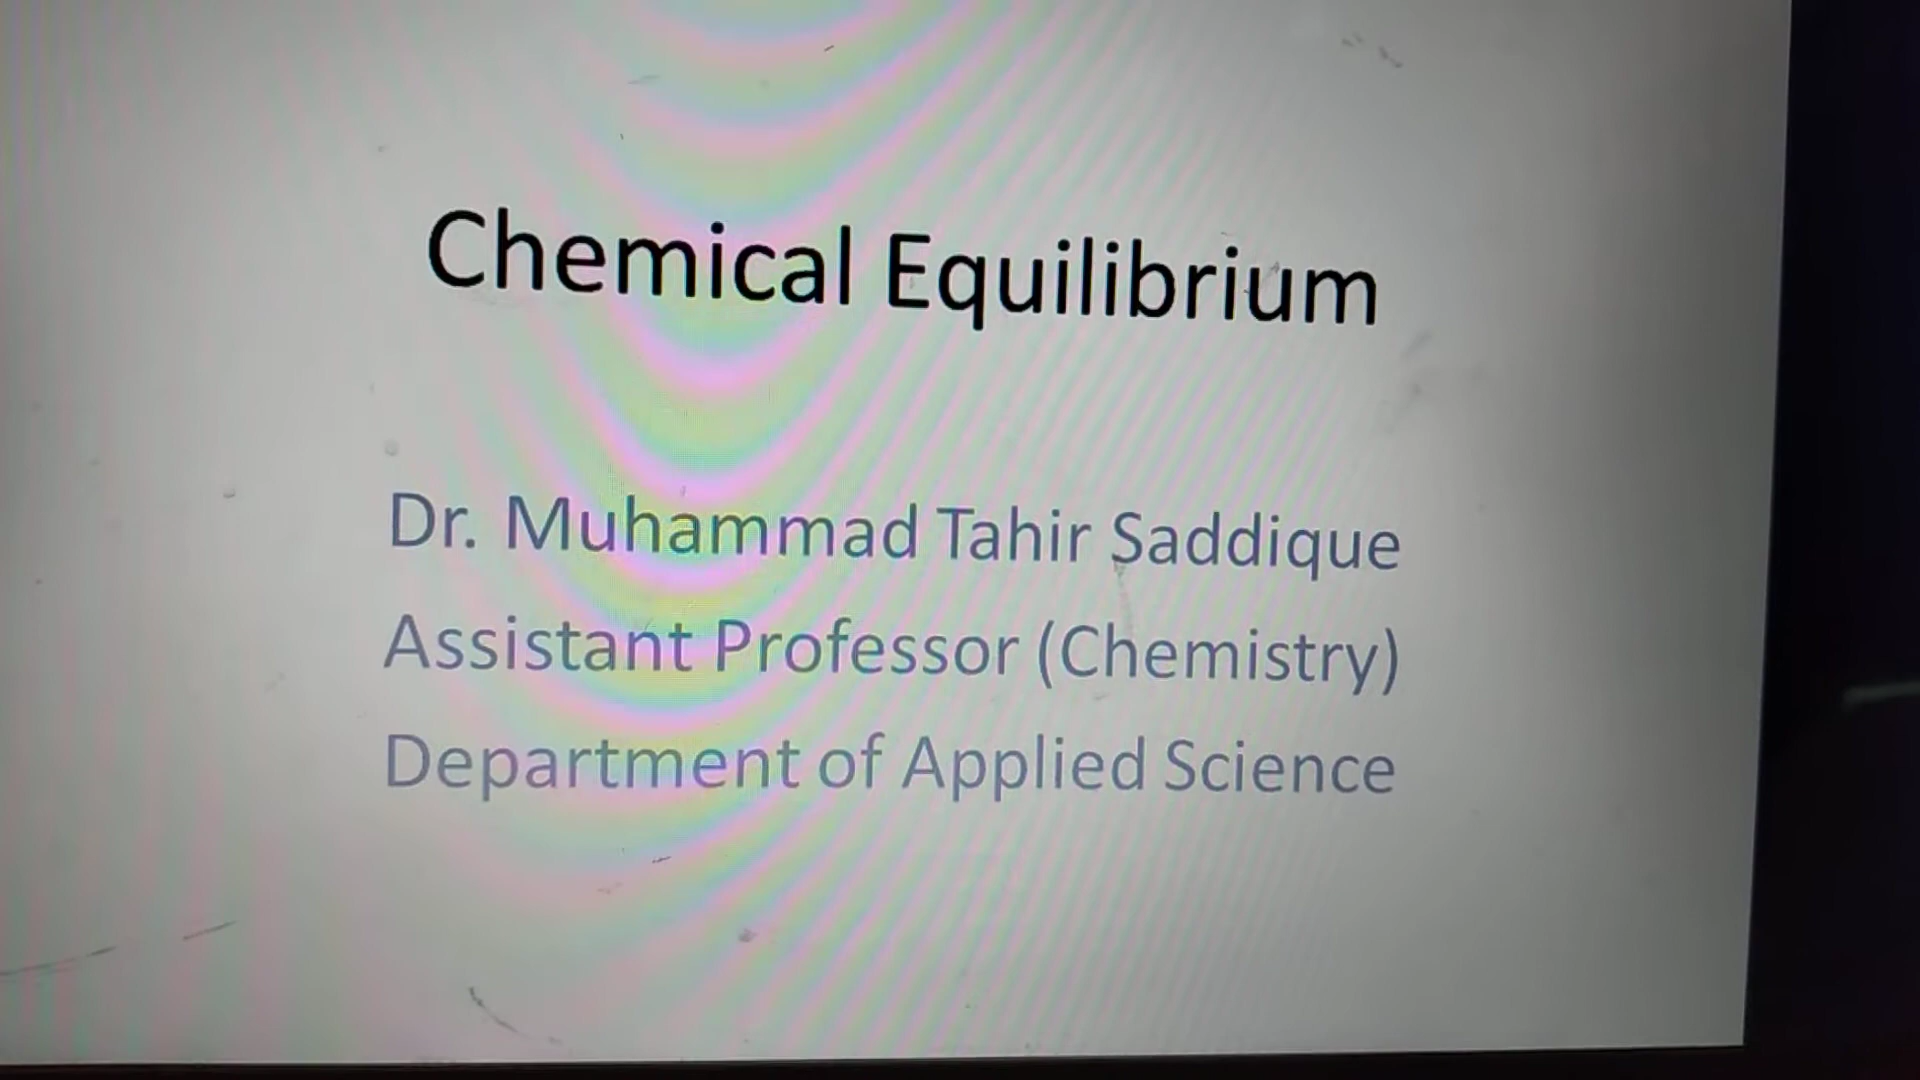 Chemical Equilibrium
Dr. Muhammad Tahir Saddique
Assistant Professor (Chemistry)
Department of Applied Science